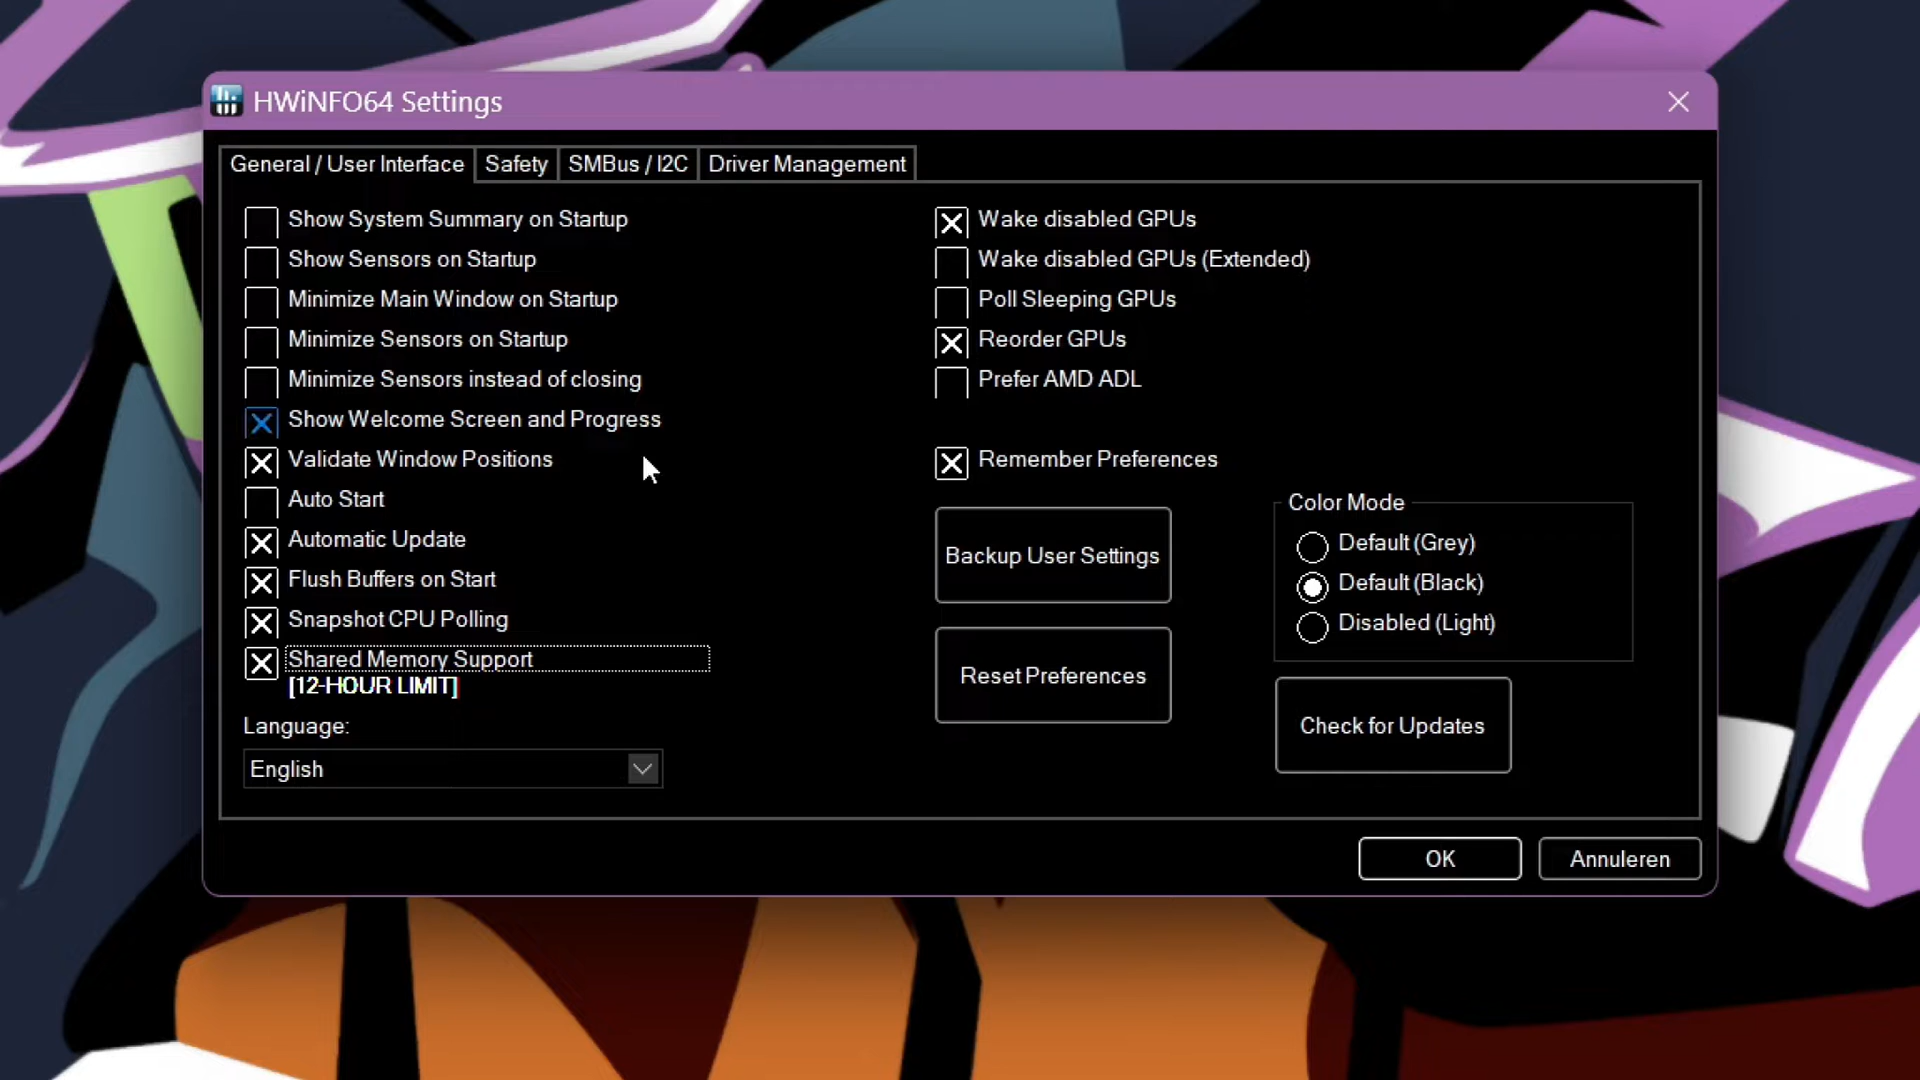 HWiNFO64 Settings
General / User Interface
Safety
SMBus / I2C
Driver Management
Show System Summary on Startup
Show Sensors on Startup
Minimize Main Window on Startup
Minimize Sensors on Startup
Minimize Sensors instead of closing
Show Welcome Screen and Progress
Validate Window Positions
Auto Start
Automatic Update
Flush Buffers on Start
Snapshot CPU Polling
Shared Memory Support
[12-HOUR LIMIT]
Language:
English
Wake disabled GPUs
Wake disabled GPUs (Extended)
Poll Sleeping GPUs
Reorder GPUs
Prefer AMD ADL
Remember Preferences
Backup User Settings
Reset Preferences
Color Mode
Default (Grey)
Default (Black)
Disabled (Light)
Check for Updates
OK
Annuleren